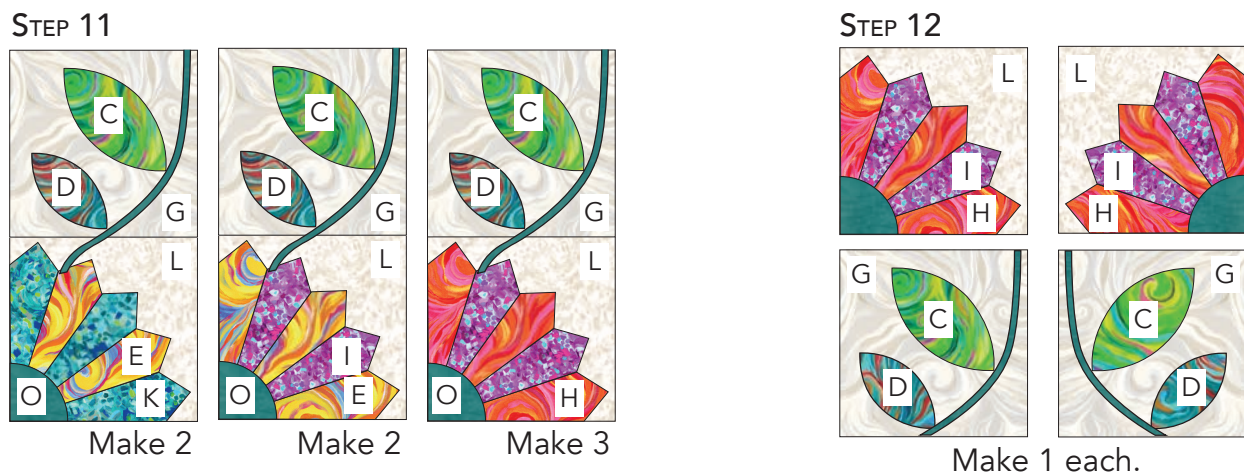 STEP 11
C
D
G
L
E
O
K
Make 2
C
D
G
L
I
O
E
Make 2
C
D
G
L
I
O
H
Make 3
STEP 12
L
I
H
L
I
H
G
C
D
G
C
D
Make 1 each.